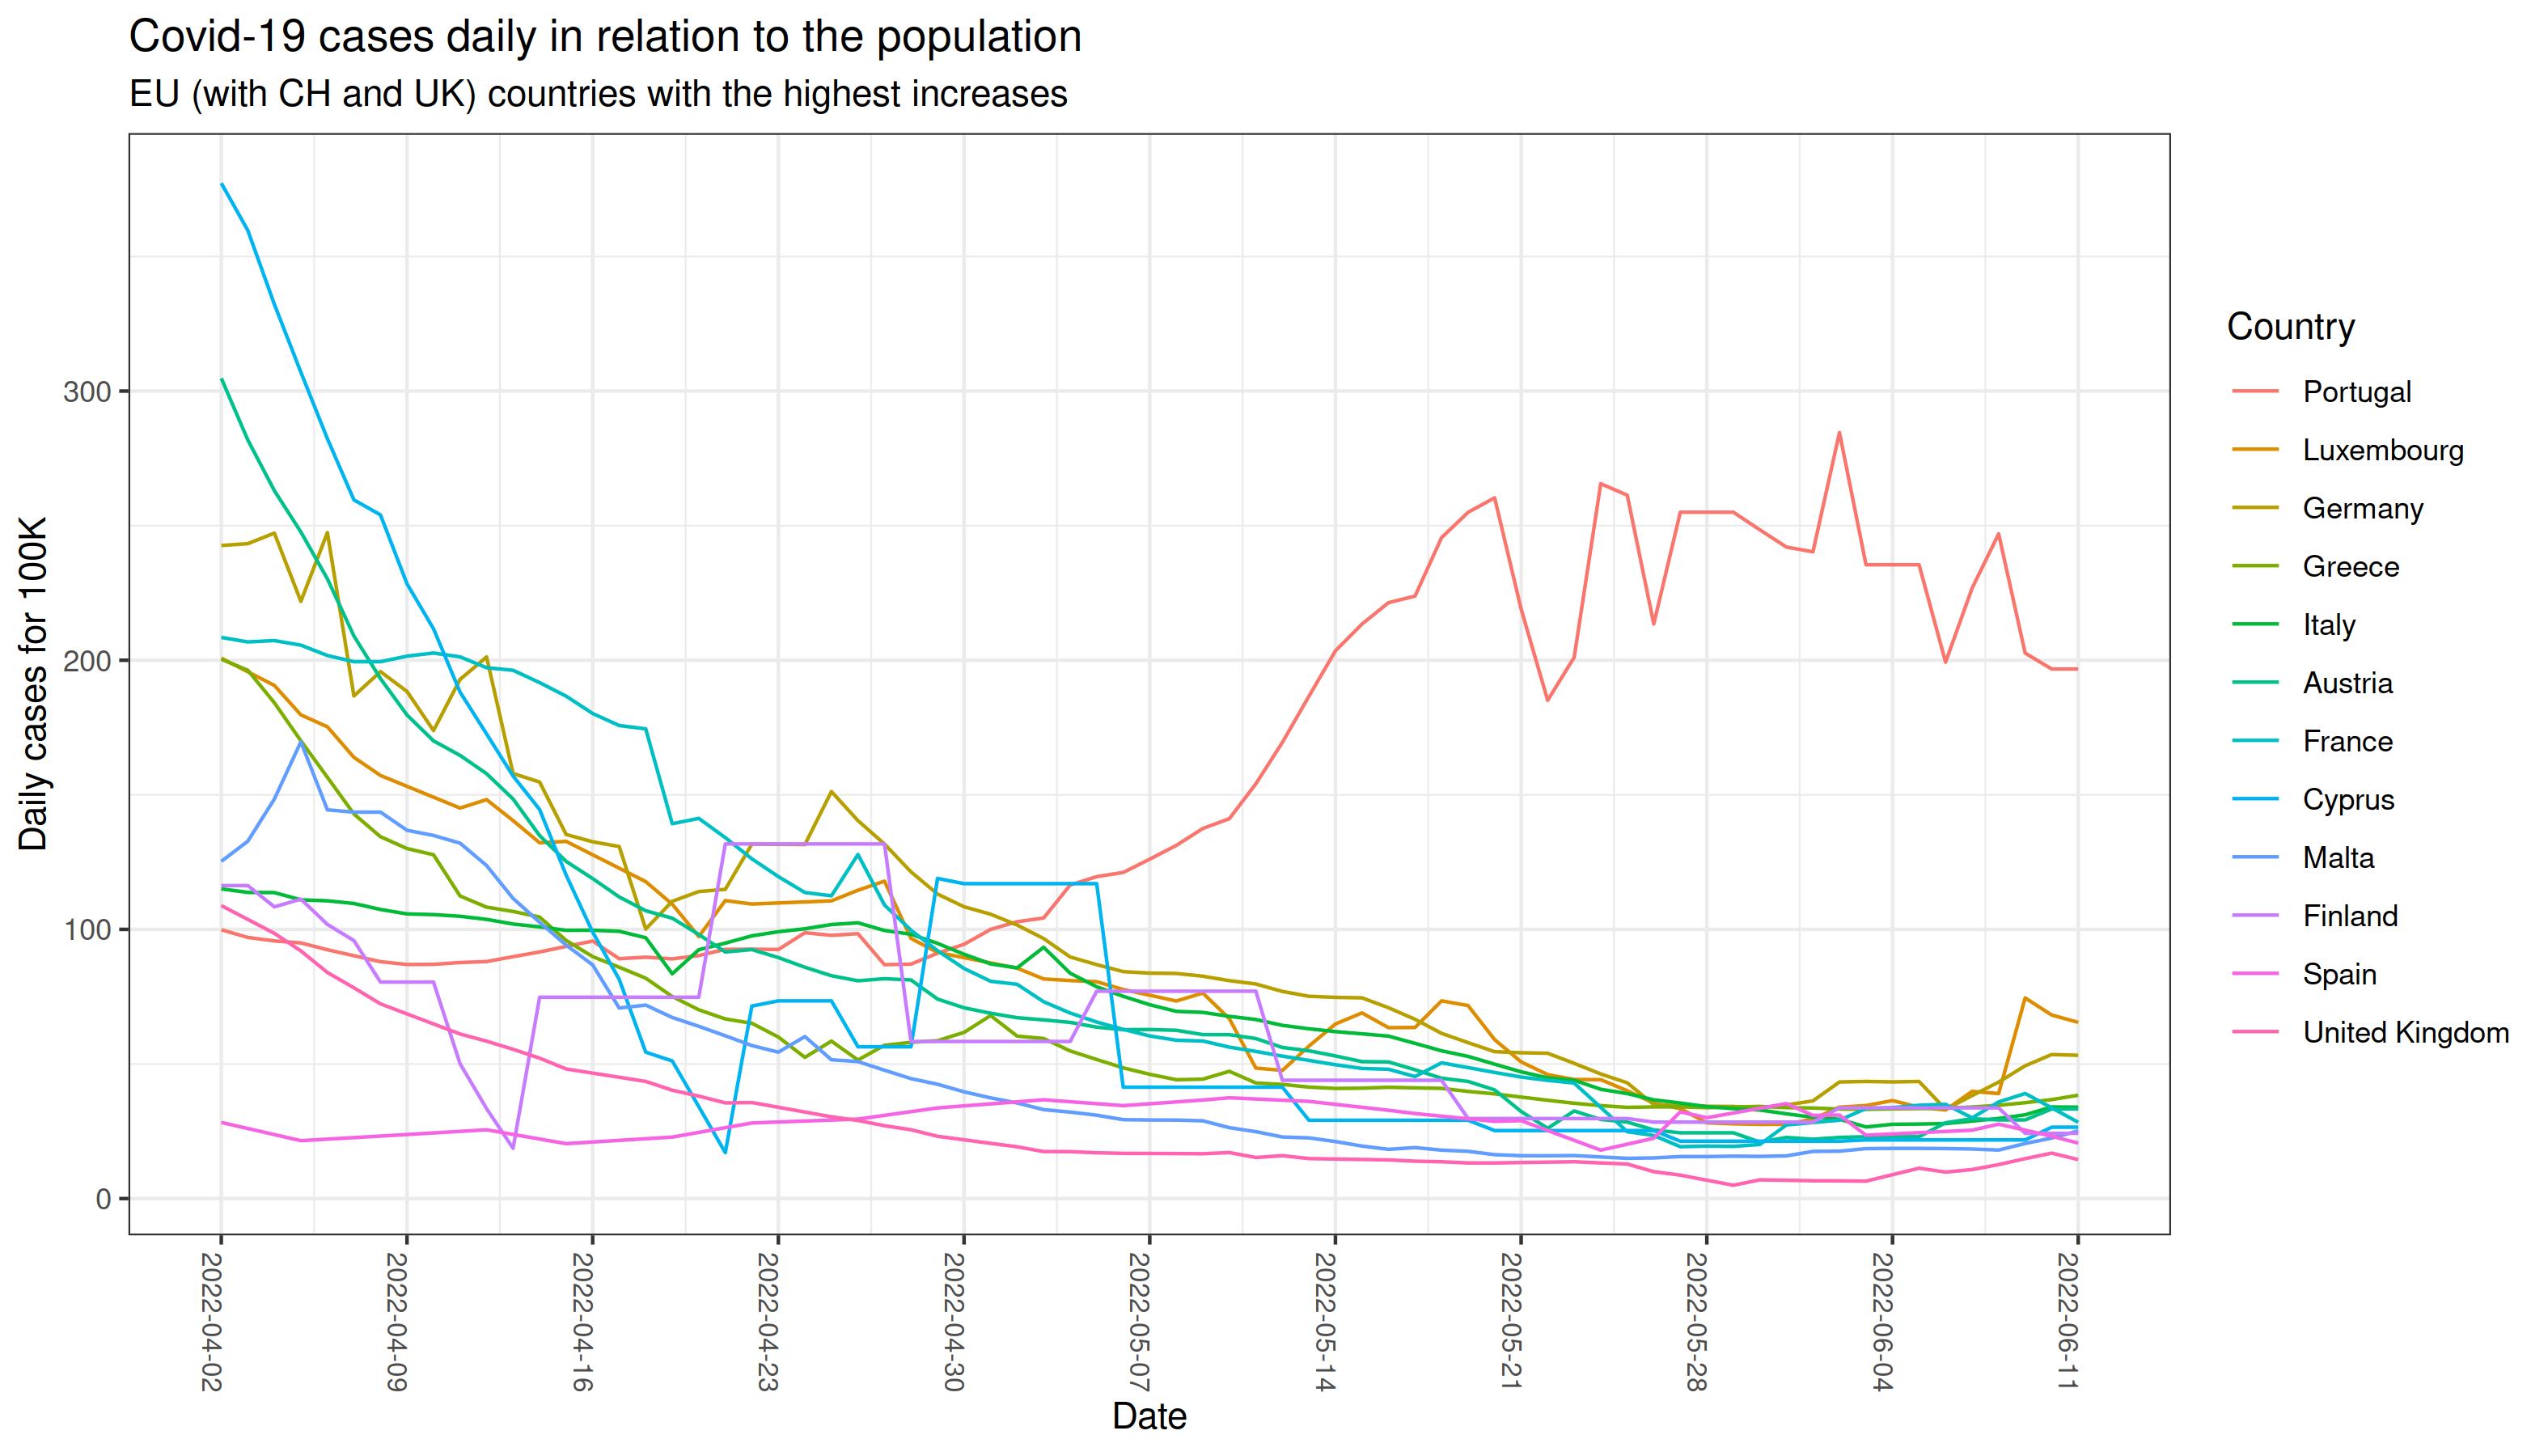 Covid-19 cases daily in relation to the population
EU (with CH and UK) countries with the highest increases
Daily cases for 100K
300
200
100
0
2022-04-02
2022-04-09
2022-04-16
2022-04-23
2022-04-30
2022-05-07
2022-05-14
2022-05-21
2022-05-28
2022-06-04
2022-06-11
Date
Country
Portugal
Luxembourg
Germany
Greece
Italy
Austria
France
Cyprus
Malta
Finland
Spain
United Kingdom